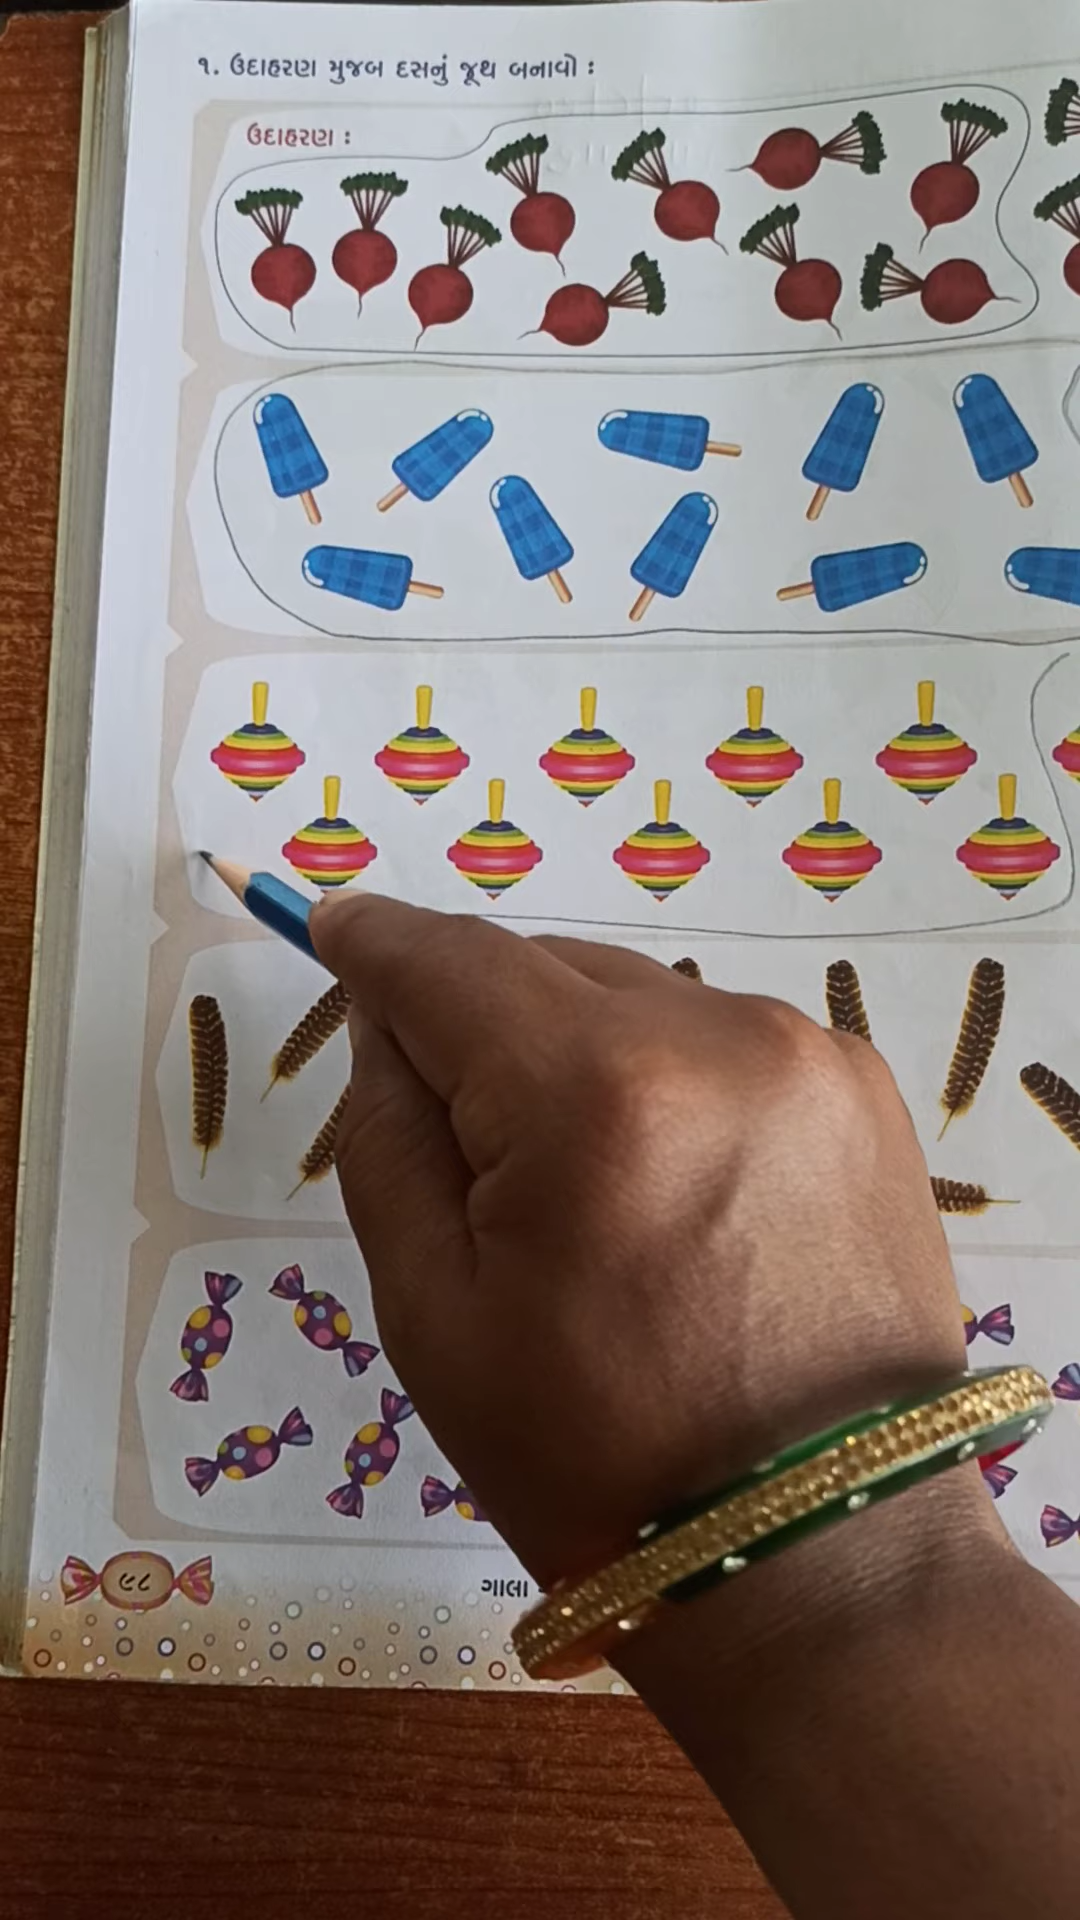 ૧. ઉદાહરણ મુજબ દસનું જૂથ બનાવો :
ઉદાહરણ :
૯૮
ગાલા